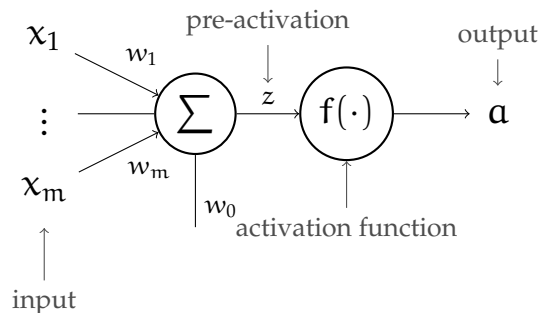 pre-activation
output
x₁
w₁
z
⋮
∑
f(·)
a
xₘ
wₘ
w₀
activation function
input